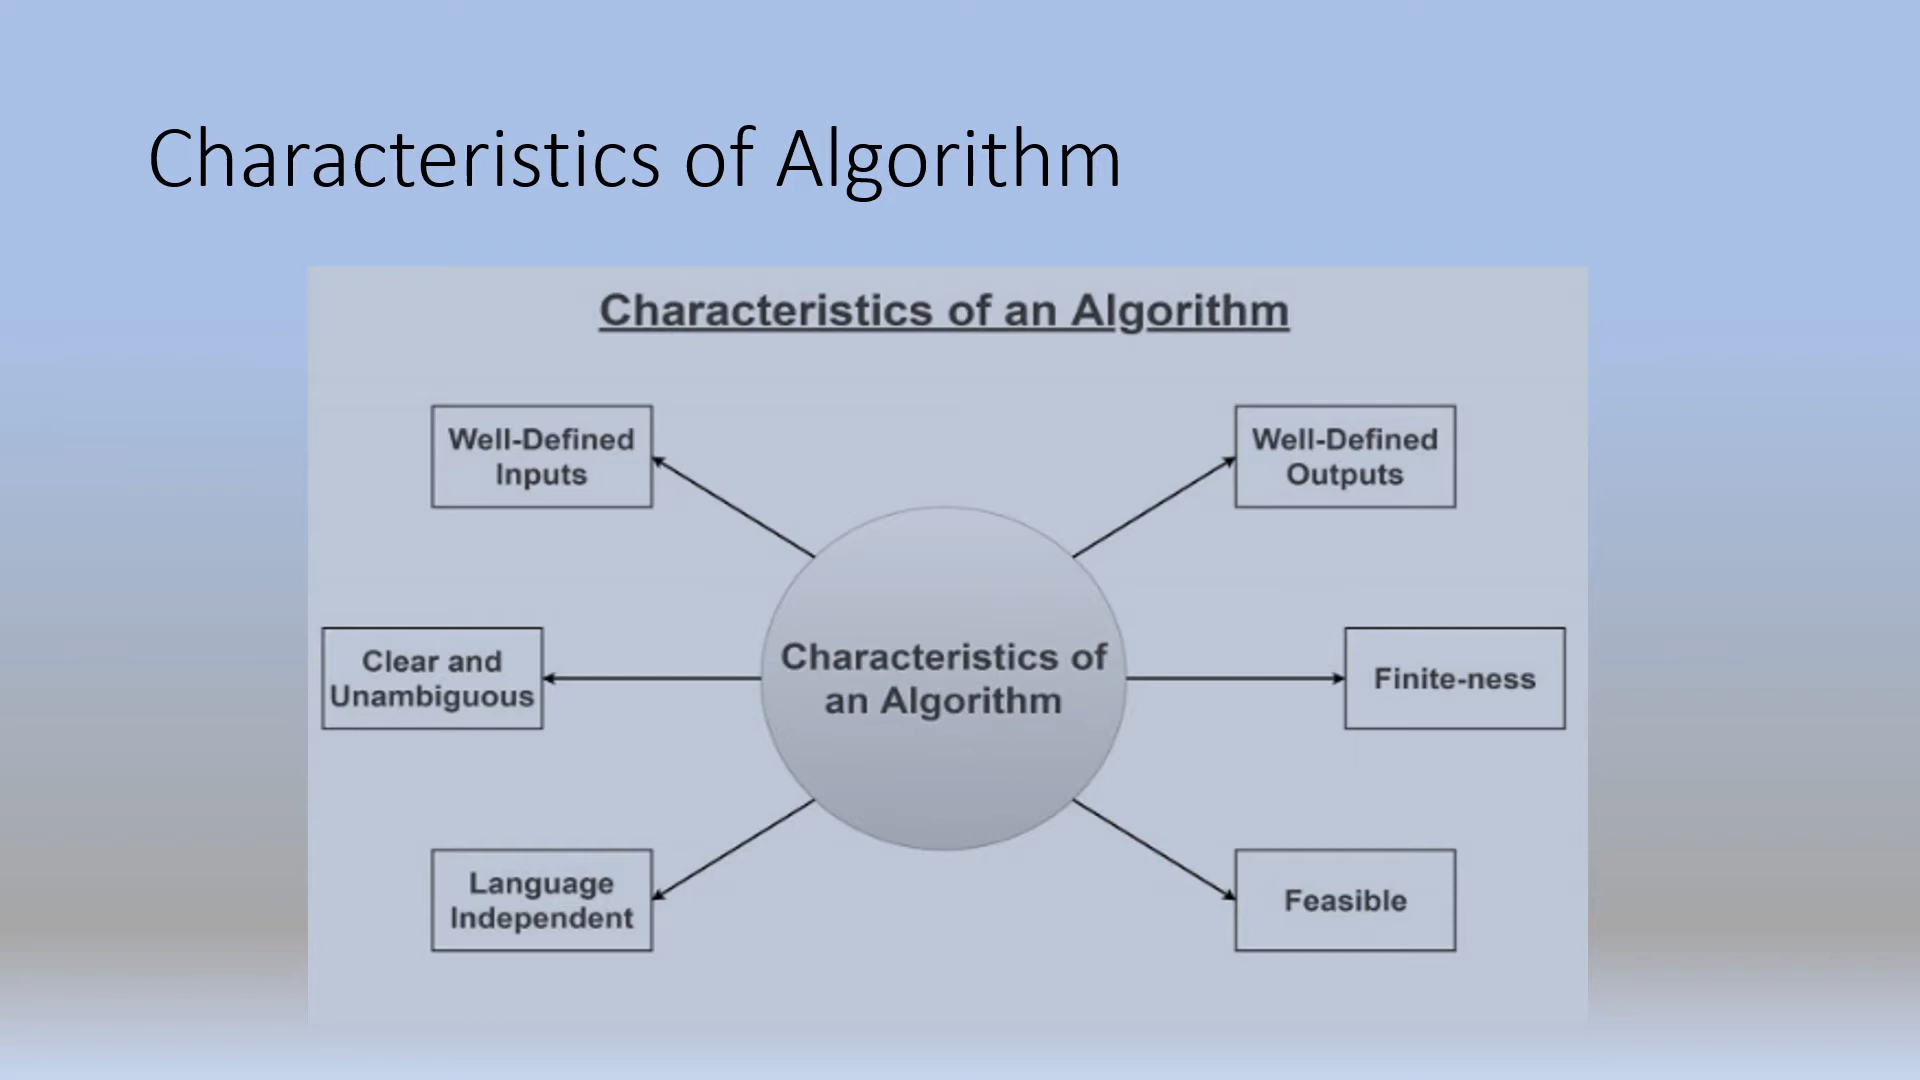 Characteristics of Algorithm
Characteristics of an Algorithm
Well-Defined
Inputs
Well-Defined
Outputs
Clear and
Unambiguous
Characteristics of
an Algorithm
Finite-ness
Language
Independent
Feasible